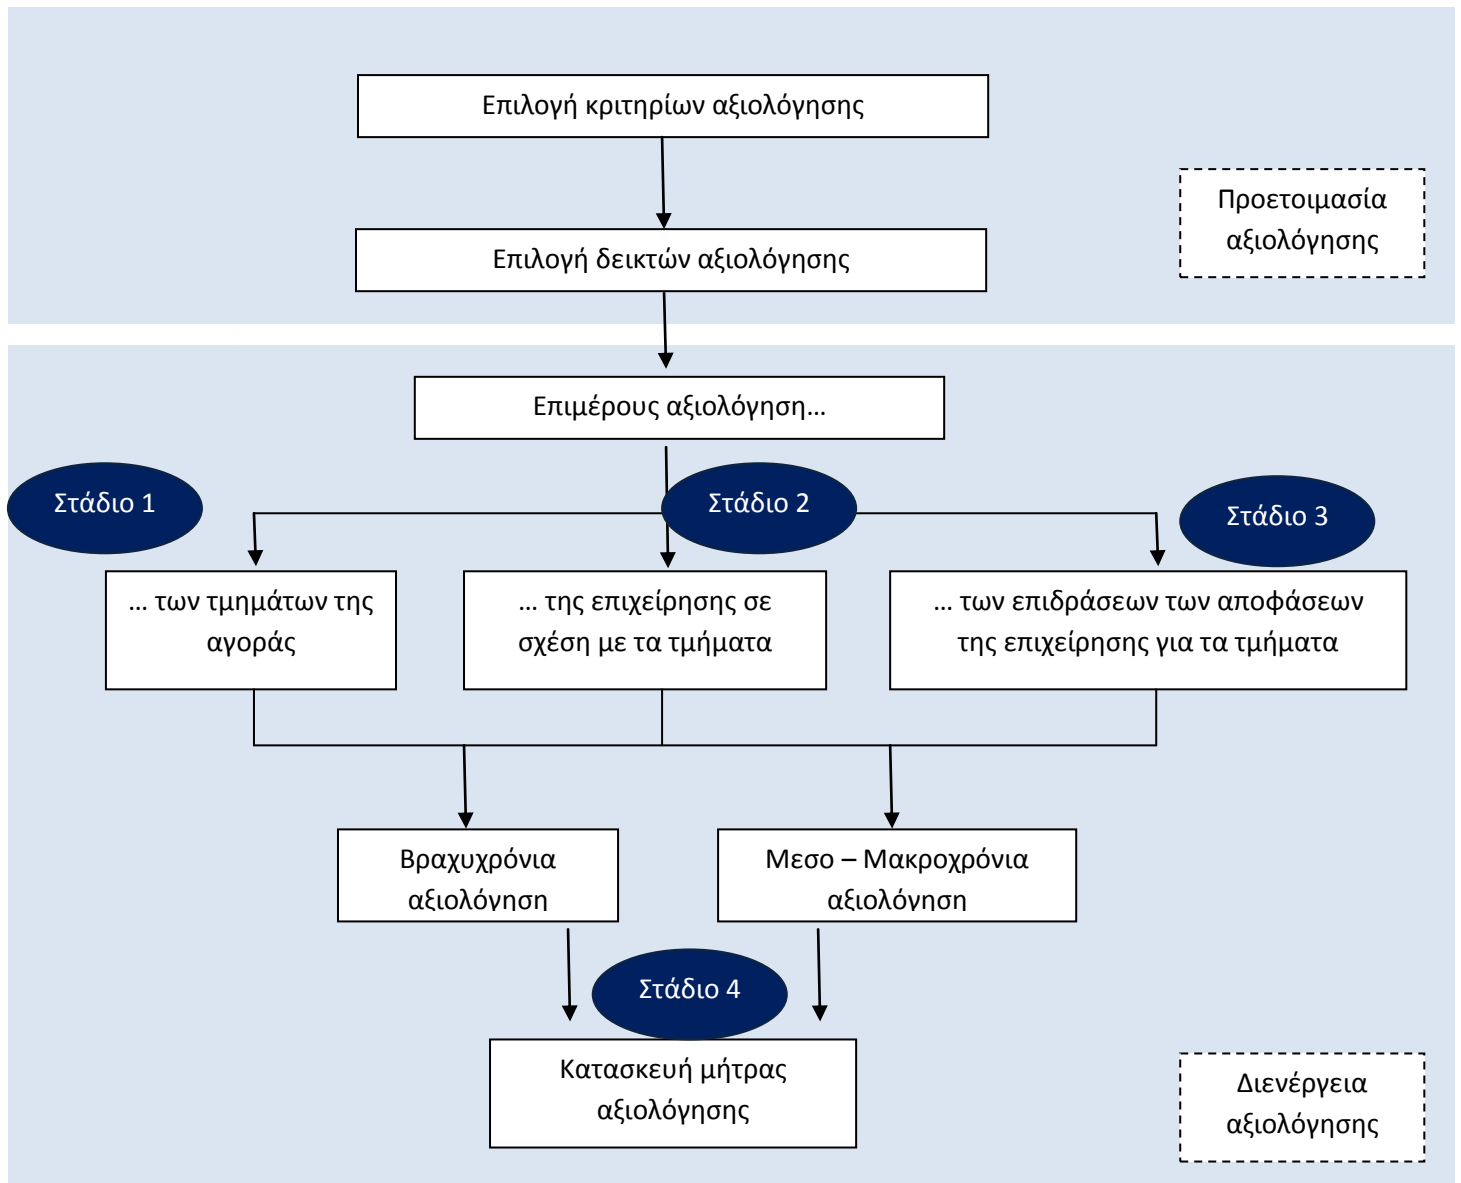 Επιλογή κριτηρίων αξιολόγησης
Προετοιμασία
αξιολόγησης
Επιλογή δεικτών αξιολόγησης
Επιμέρους αξιολόγηση...
Στάδιο 1
Στάδιο 2
Στάδιο 3
... των τμημάτων της
αγοράς
... της επιχείρησης σε
σχέση με τα τμήματα
... των επιδράσεων των αποφάσεων
της επιχείρησης για τα τμήματα
Βραχυχρόνια
αξιολόγηση
Μεσο – Μακροχρόνια
αξιολόγηση
Στάδιο 4
Κατασκευή μήτρας
αξιολόγησης
Διενέργεια
αξιολόγησης